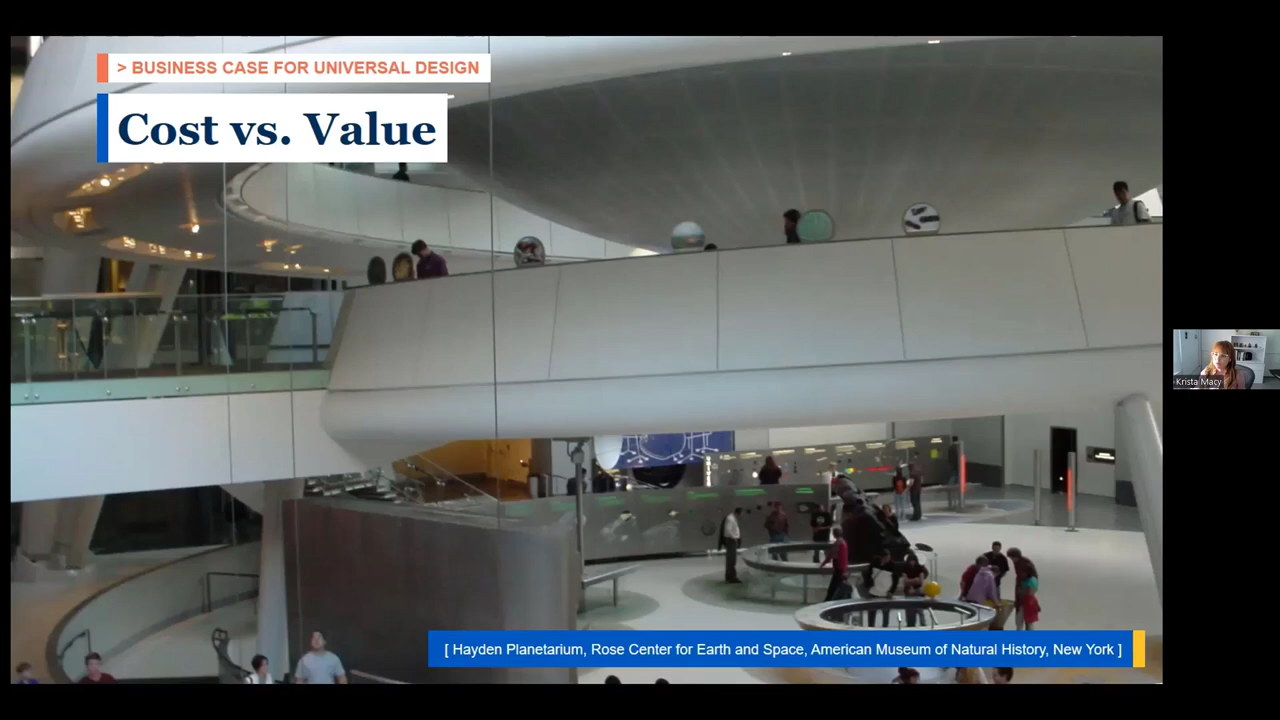 > BUSINESS CASE FOR UNIVERSAL DESIGN
Cost vs. Value
Krista Macy
[ Hayden Planetarium, Rose Center for Earth and Space, American Museum of Natural History, New York ]